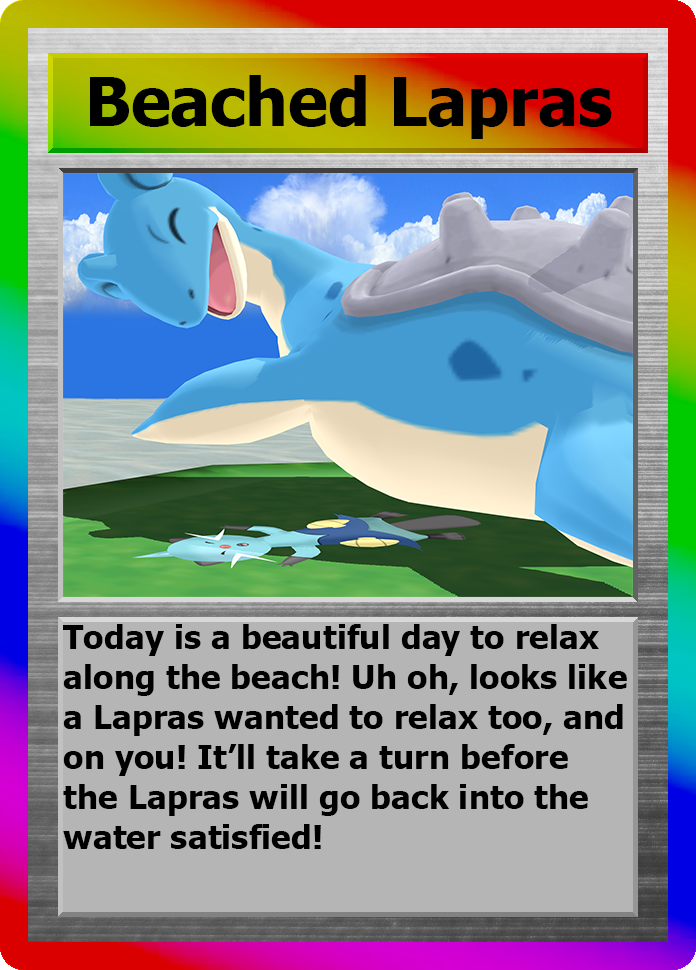 Beached Lapras
Today is a beautiful day to relax
along the beach! Uh oh, looks like
a Lapras wanted to relax too, and
on you! It’ll take a turn before
the Lapras will go back into the
water satisfied!